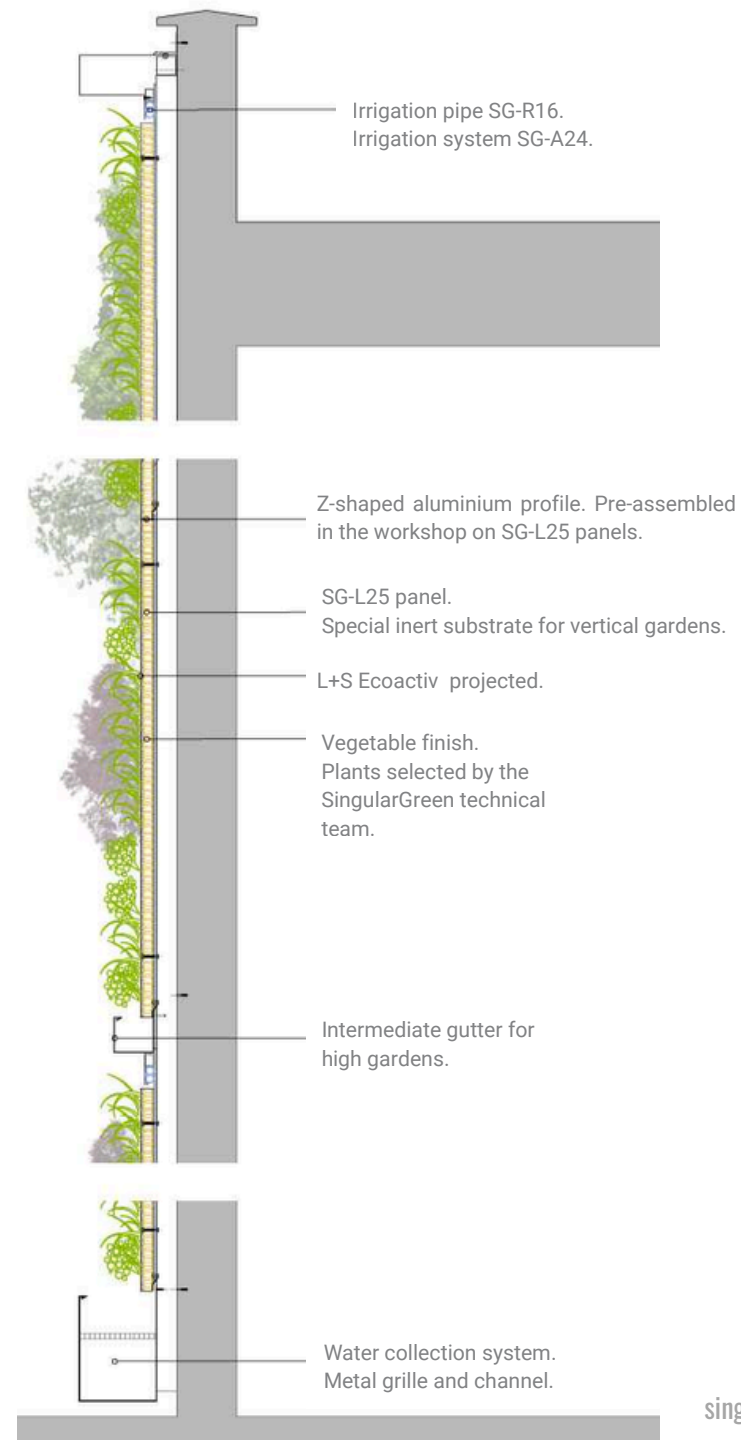 Irrigation pipe SG-R16.
Irrigation system SG-A24.
Z-shaped aluminium profile. Pre-assembled
in the workshop on SG-L25 panels.
SG-L25 panel.
Special inert substrate for vertical gardens.
L+S Ecoactiv projected.
Vegetable finish.
Plants selected by the
SingularGreen technical
team.
Intermediate gutter for
high gardens.
Water collection system.
Metal grille and channel.
sing